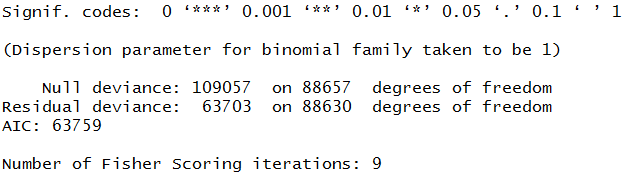 Signif. codes:  0 ‘***’ 0.001 ‘**’ 0.01 ‘*’ 0.05 ‘.’ 0.1 ‘ ’ 1
(Dispersion parameter for binomial family taken to be 1)
Null deviance: 109057  on 88657  degrees of freedom
Residual deviance:  63703  on 88630  degrees of freedom
AIC: 63759
Number of Fisher Scoring iterations: 9